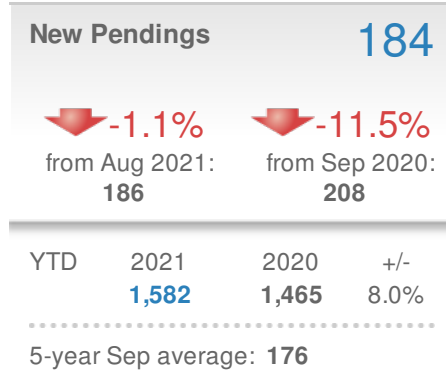 New Pendings 184
-1.1% -11.5%
from Aug 2021: from Sep 2020:
186 208
YTD 2021 2020 +/-
1,582 1,465 8.0%
5-year Sep average: 176